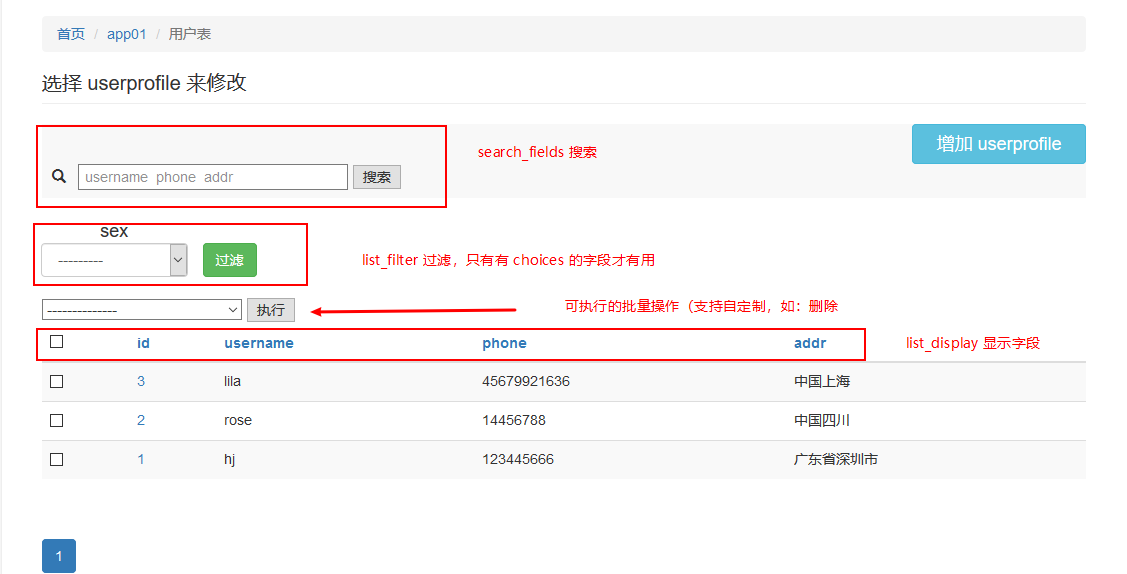 首页 / app01 / 用户表
选择 userprofile 来修改
增加 userprofile
search_fields 搜索
username phone addr 搜索
sex
--------- 过滤
list_filter 过滤，只有有 choices 的字段才有用
-------------- 执行
可执行的批量操作（支持自定制，如：删除
id username phone addr
list_display 显示字段
3 lila 45679921636 中国上海
2 rose 14456788 中国四川
1 hj 123445666 广东省深圳市
1